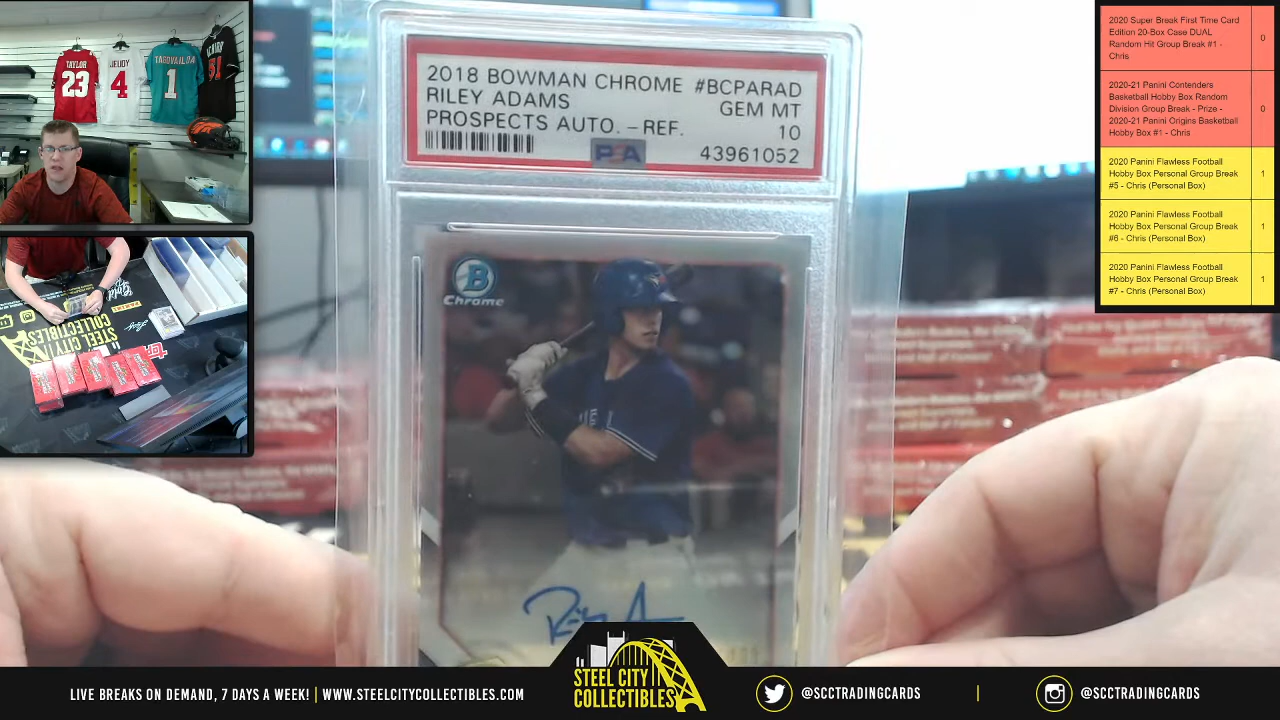 TAYLOR
23
JEUDY
4
TAGOVAILOA
1
51
2018 BOWMAN CHROME #BCPARAD
RILEY ADAMS GEM MT
PROSPECTS AUTO. - REF. 10
PSA 43961052
B
Chrome
STEEL CITY
COLLECTIBLES
2020 Super Break First Time Card
Edition 20-Box Case DUAL
Random Hit Group Break #1 -
Chris
0
2020-21 Panini Contenders
Basketball Hobby Box Random
Division Group Break - Prize -
2020-21 Panini Origins Basketball
Hobby Box #1 - Chris
0
2020 Panini Flawless Football
Hobby Box Personal Group Break
#5 - Chris (Personal Box)
1
2020 Panini Flawless Football
Hobby Box Personal Group Break
#6 - Chris (Personal Box)
1
2020 Panini Flawless Football
Hobby Box Personal Group Break
#7 - Chris (Personal Box)
1
LIVE BREAKS ON DEMAND, 7 DAYS A WEEK! | WWW.STEELCITYCOLLECTIBLES.COM
STEEL CITY
COLLECTIBLES
@SCCTRADINGCARDS
@SCCTRADINGCARDS